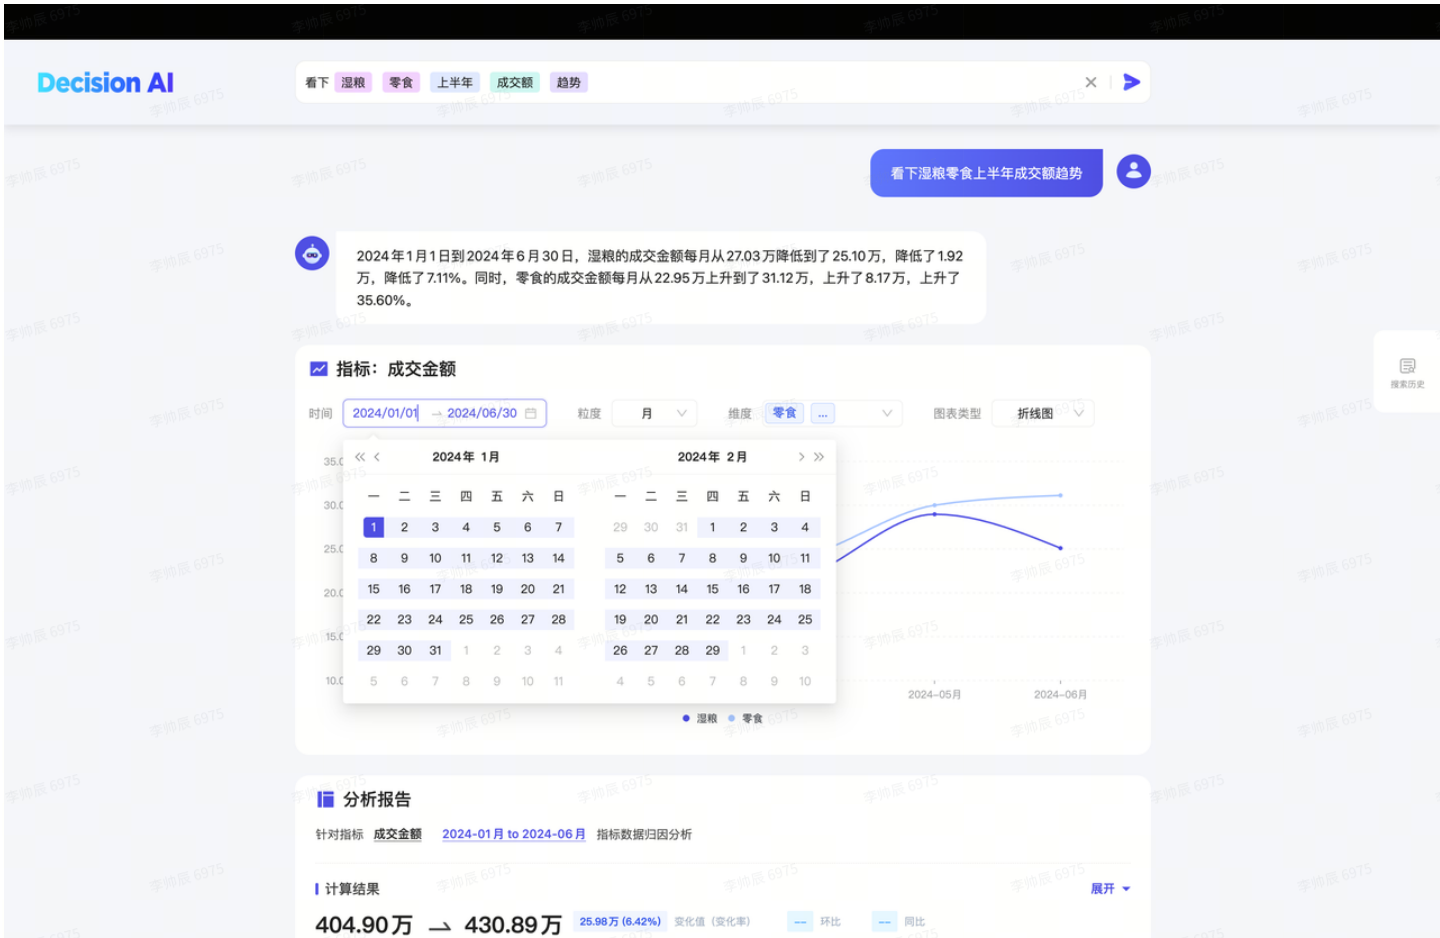 Decision AI
看下 湿粮 零食 上半年 成交额 趋势
看下湿粮零食上半年成交额趋势
2024年1月1日到2024年6月30日，湿粮的成交金额每月从27.03万降低到了25.10万，降低了1.92
万，降低了7.11%。同时，零食的成交金额每月从22.95万上升到了31.12万，上升了8.17万，上升了
35.60%。
搜索历史
指标：成交金额
时间 2024/01/01 → 2024/06/30 粒度 月 维度 零食 ... 图表类型 折线图
« ‹ 2024年 1月 2024年 2月 › »
一 二 三 四 五 六 日 一 二 三 四 五 六 日
1 2 3 4 5 6 7 29 30 31 1 2 3 4
8 9 10 11 12 13 14 5 6 7 8 9 10 11
15 16 17 18 19 20 21 12 13 14 15 16 17 18
22 23 24 25 26 27 28 19 20 21 22 23 24 25
29 30 31 1 2 3 4 26 27 28 29 1 2 3
5 6 7 8 9 10 11 4 5 6 7 8 9 10
35.0
30.0
25.0
20.0
15.0
10.0
2024-05月 2024-06月
湿粮 零食
分析报告
针对指标 成交金额 2024-01月 to 2024-06月 指标数据归因分析
计算结果 展开
404.90万 → 430.89万 25.98万 (6.42%) 变化值（变化率） -- 环比 -- 同比
李帅辰 6975